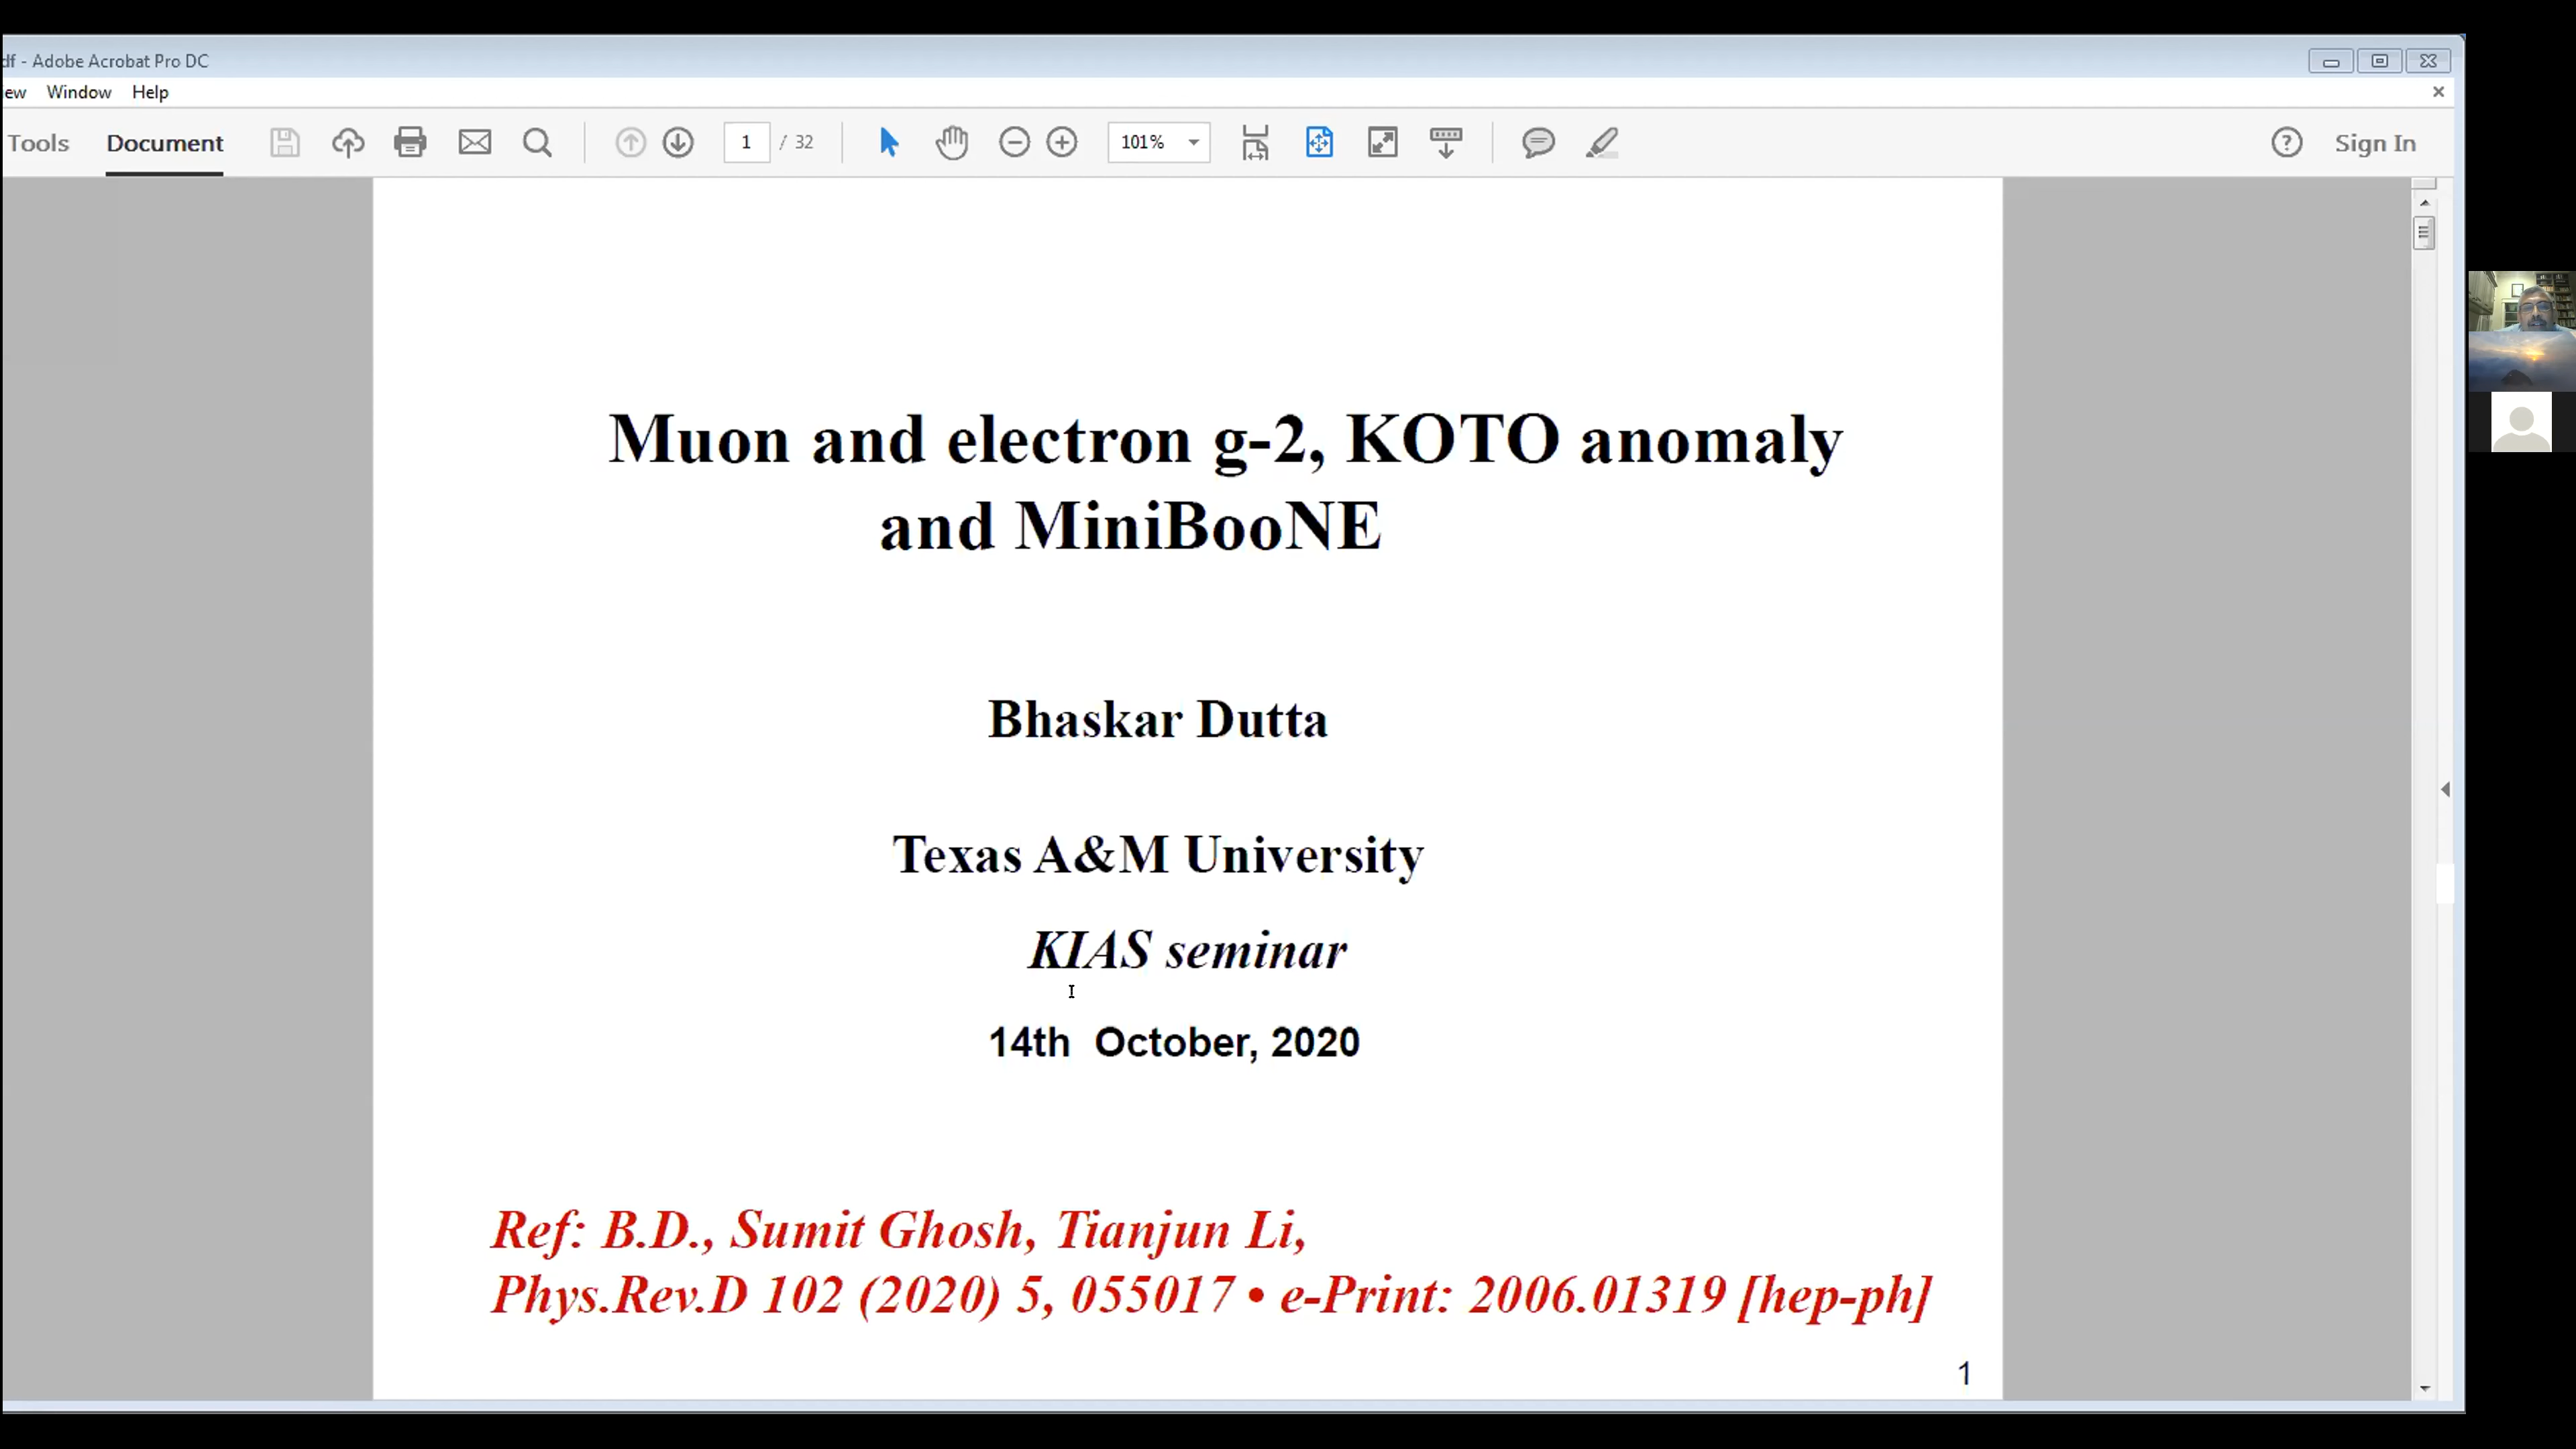 df - Adobe Acrobat Pro DC
ew Window Help
Tools Document 1 / 32 101% Sign In
Muon and electron g-2, KOTO anomaly
and MiniBooNE
Bhaskar Dutta
Texas A&M University
KIAS seminar
14th October, 2020
Ref: B.D., Sumit Ghosh, Tianjun Li,
Phys.Rev.D 102 (2020) 5, 055017 • e-Print: 2006.01319 [hep-ph]
1